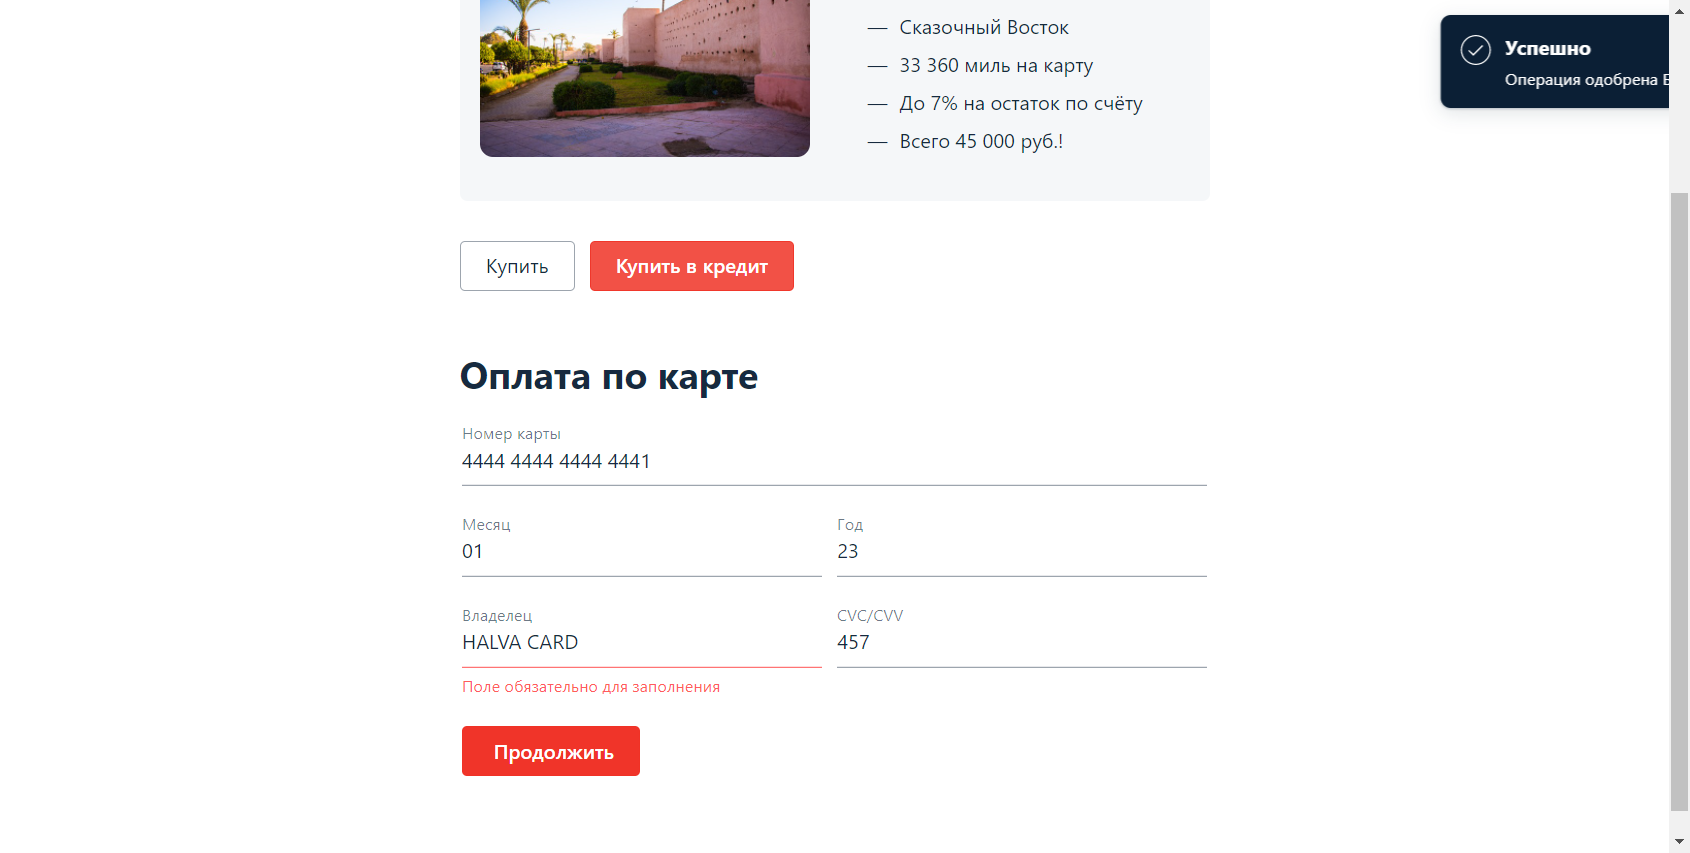 — Сказочный Восток
— 33 360 миль на карту
— До 7% на остаток по счёту
— Всего 45 000 руб.!
Успешно
Операция одобрена
Купить
Купить в кредит
Оплата по карте
Номер карты
4444 4444 4444 4441
Месяц
Год
01
23
Владелец
CVC/CVV
HALVA CARD
457
Поле обязательно для заполнения
Продолжить